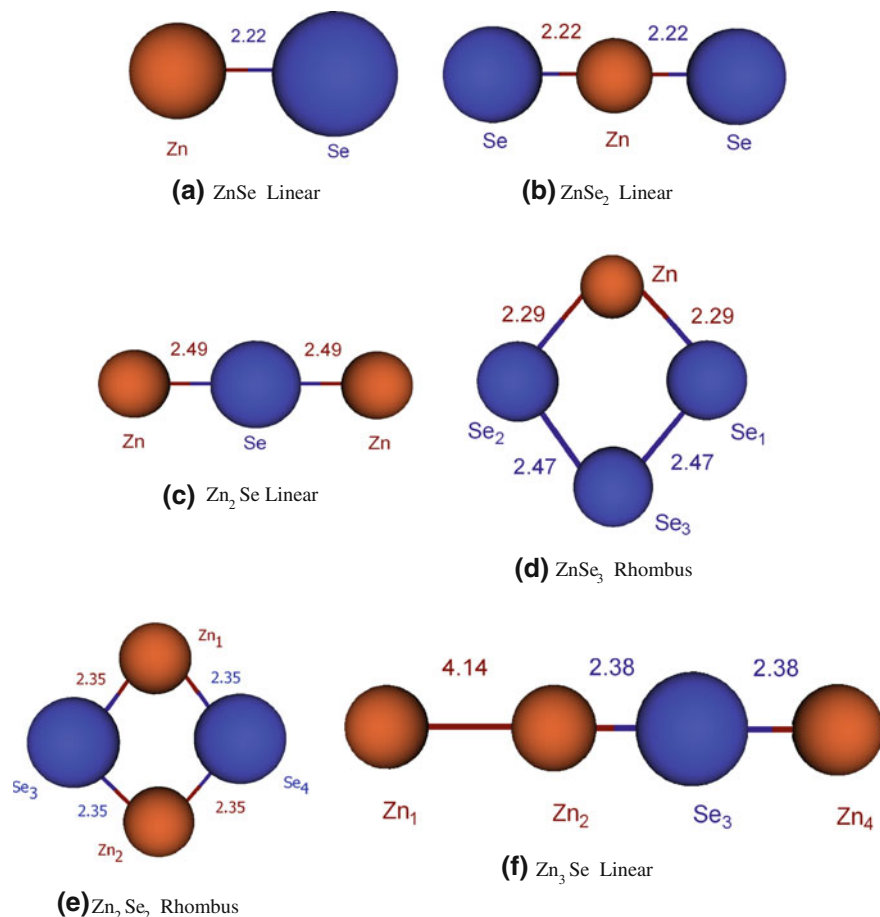 2.22
Zn Se
(a) ZnSe Linear
2.22 2.22
Se Zn Se
(b) ZnSe₂ Linear
2.49 2.49
Zn Se Zn
(c) Zn₂ Se Linear
Zn
2.29 2.29
Se₂ Se₁
2.47 2.47
Se₃
(d) ZnSe₃ Rhombus
Zn₁
2.35 2.35
Se₃ Se₄
2.35 2.35
Zn₂
(e) Zn₂ Se₂ Rhombus
4.14 2.38 2.38
Zn₁ Zn₂ Se₃ Zn₄
(f) Zn₃ Se Linear